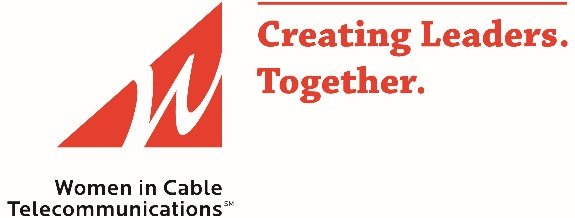 W
Creating Leaders.
Together.
Women in Cable
Telecommunications℠